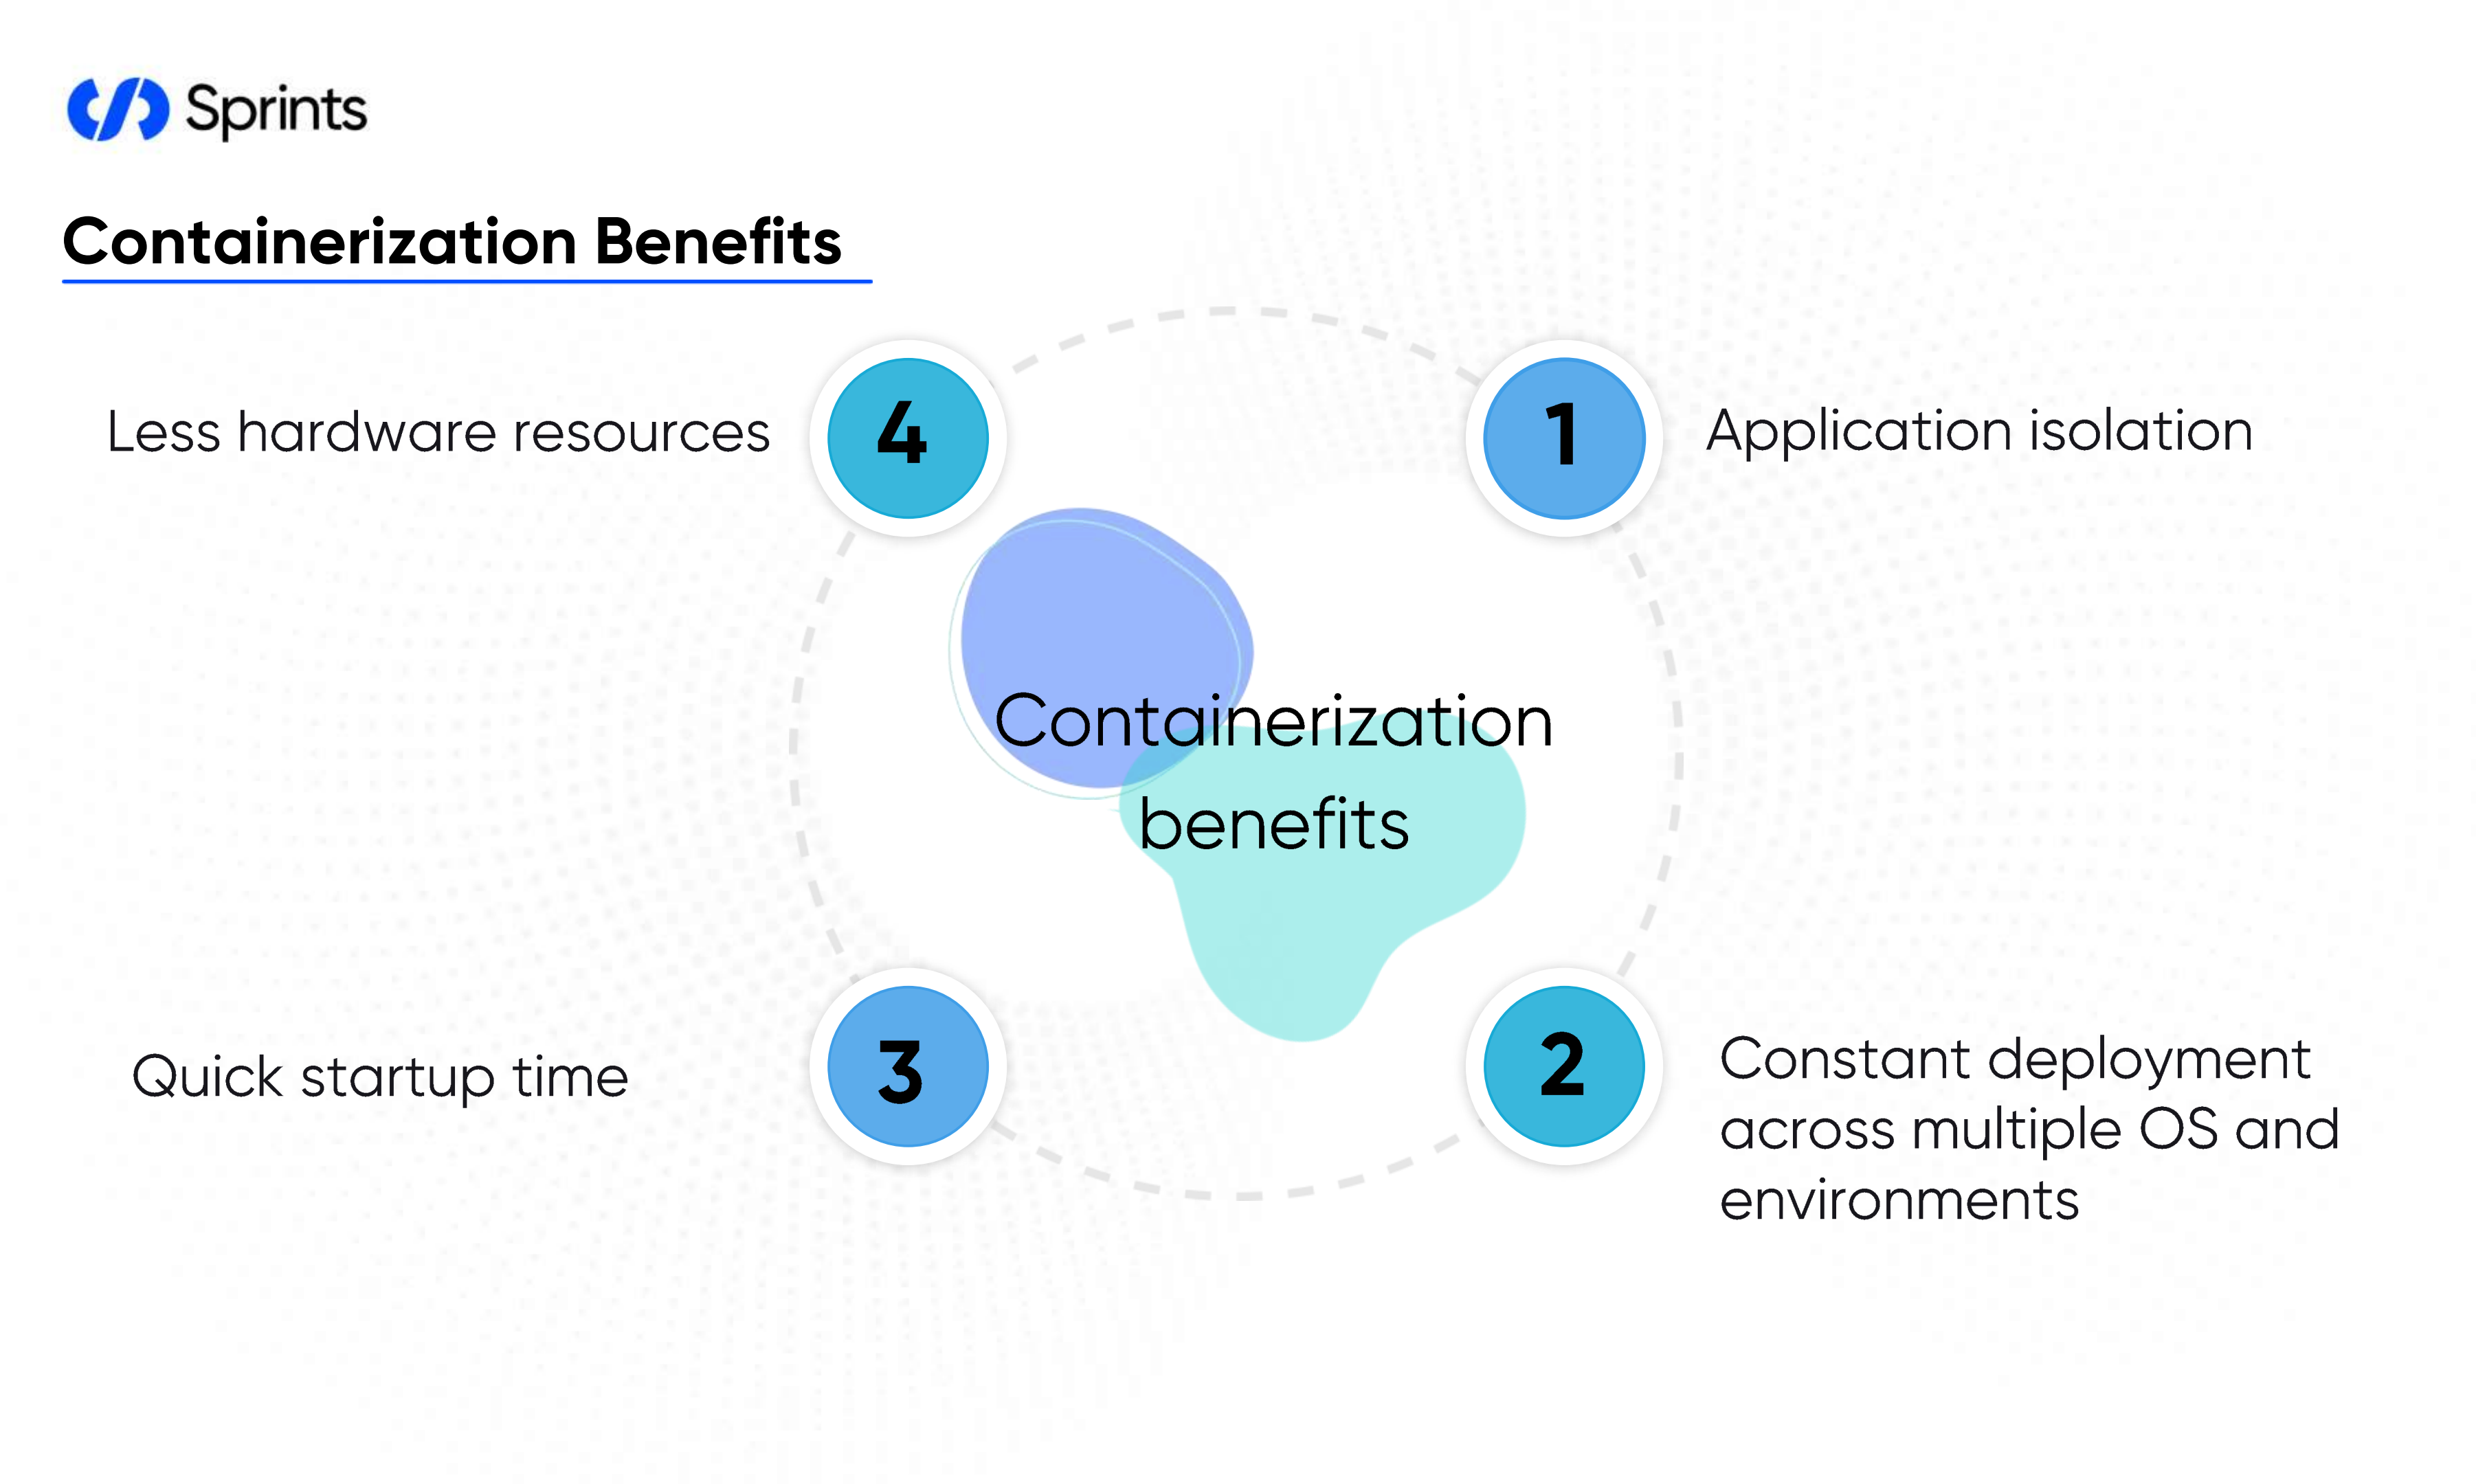 Sprints
Containerization Benefits
4
Less hardware resources
1
Application isolation
Containerization
benefits
3
Quick startup time
2
Constant deployment
across multiple OS and
environments